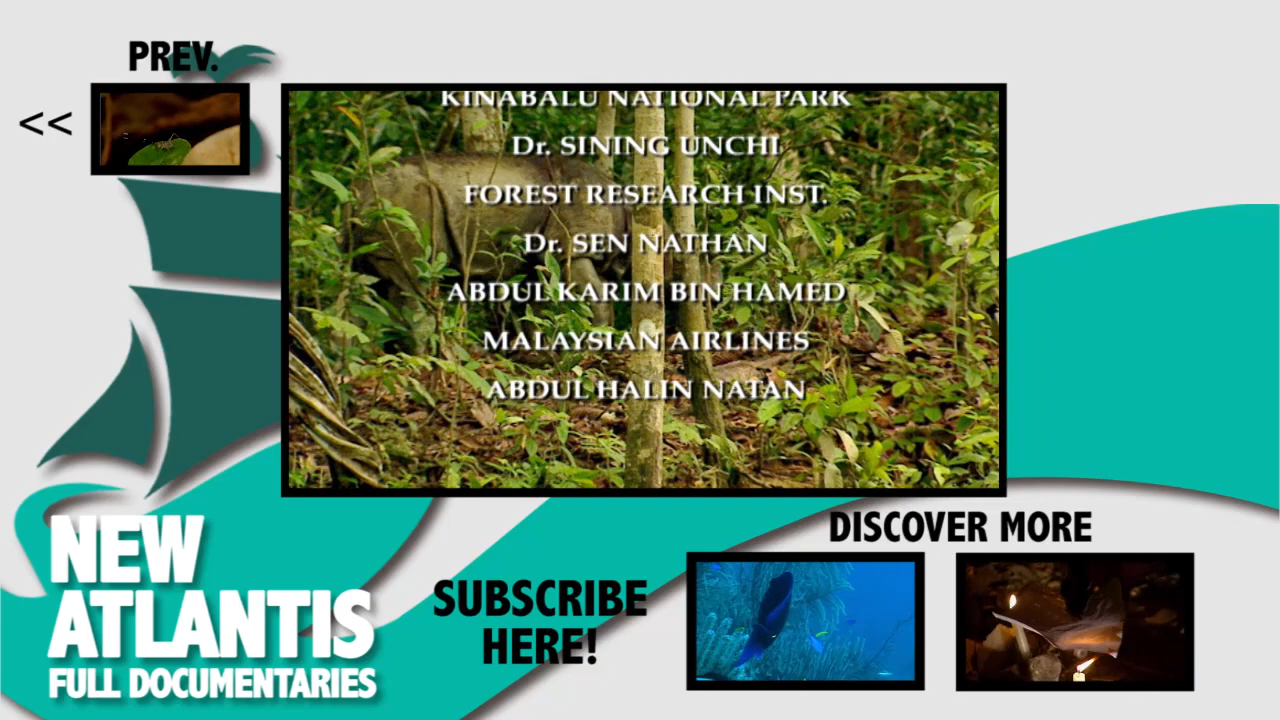 PREV.
<<
KINABALU NATIONAL PARK
Dr. SINING UNCHI
FOREST RESEARCH INST.
Dr. SEN NATHAN
ABDUL KARIM BIN HAMED
MALAYSIAN AIRLINES
ABDUL HALIN NATAN
DISCOVER MORE
SUBSCRIBE
HERE!
NEW
ATLANTIS
FULL DOCUMENTARIES